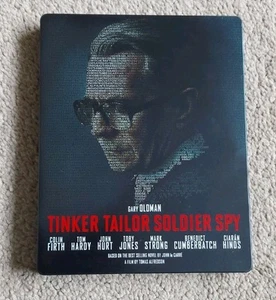 GARY OLDMAN
TINKER TAILOR SOLDIER SPY
COLIN FIRTH TOM HARDY JOHN HURT TOBY JONES MARK STRONG BENEDICT CUMBERBATCH CIARÁN HINDS
BASED ON THE BEST SELLING NOVEL BY JOHN le CARRÉ
A FILM BY TOMAS ALFREDSON